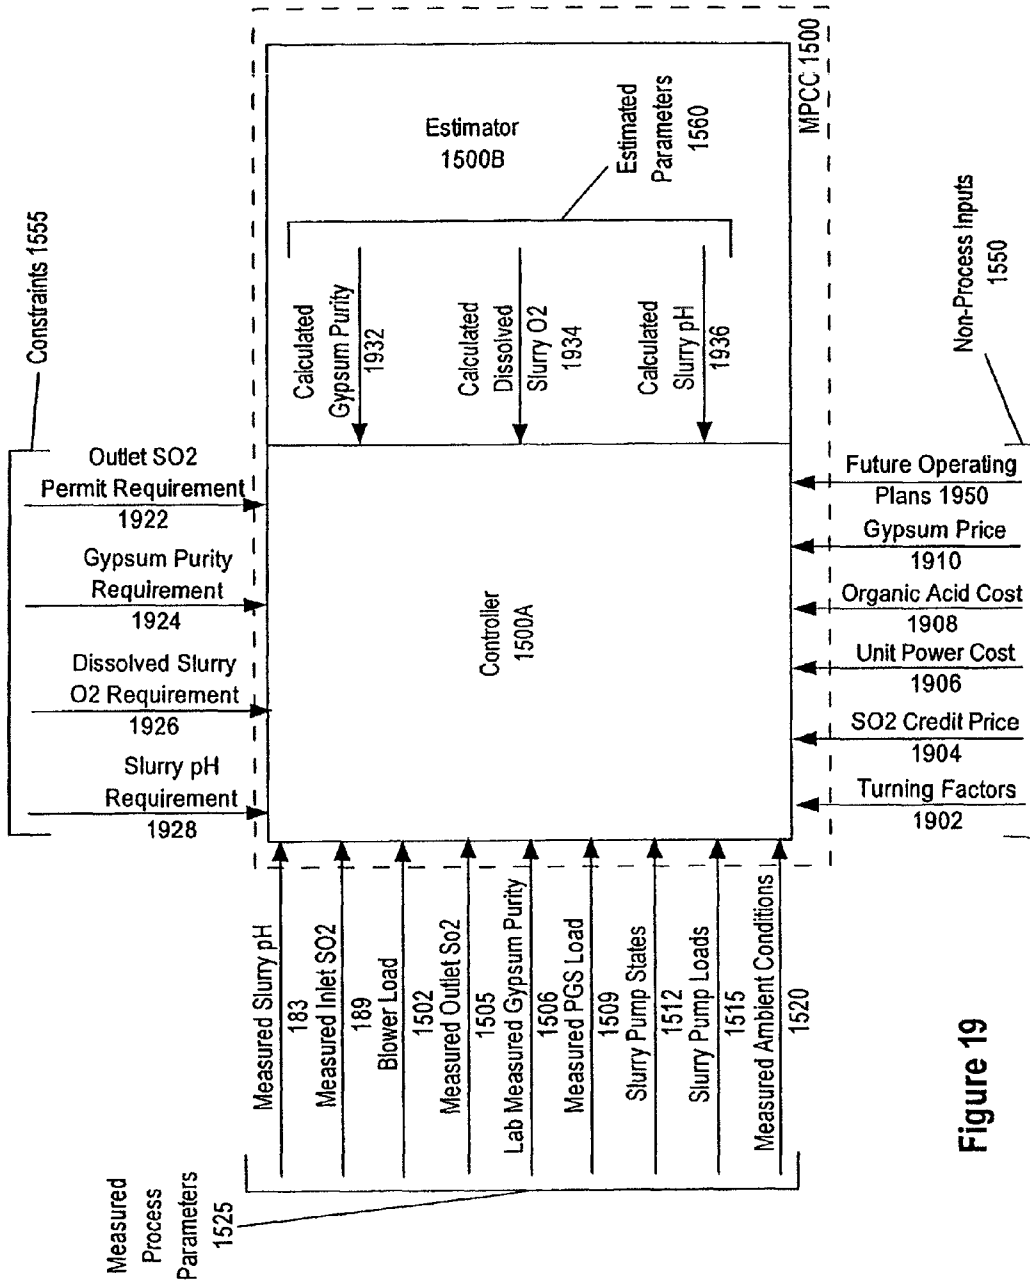 Constraints 1555
Outlet SO2
Permit Requirement
1922
Gypsum Purity
Requirement
1924
Dissolved Slurry
O2 Requirement
1926
Slurry pH
Requirement
1928
MPCC 1500
Estimator
1500B
Estimated
Parameters
1560
Calculated
Gypsum Purity
1932
Calculated
Dissolved
Slurry O2
1934
Calculated
Slurry pH
1936
Controller
1500A
Non-Process Inputs
1550
Future Operating
Plans 1950
Gypsum Price
1910
Organic Acid Cost
1908
Unit Power Cost
1906
SO2 Credit Price
1904
Turning Factors
1902
Measured
Process
Parameters
1525
Measured Slurry pH
183
Measured Inlet SO2
189
Blower Load
1502
Measured Outlet So2
1505
Lab Measured Gypsum Purity
1506
Measured PGS Load
1509
Slurry Pump States
1512
Slurry Pump Loads
1515
Measured Ambient Conditions
1520
Figure 19